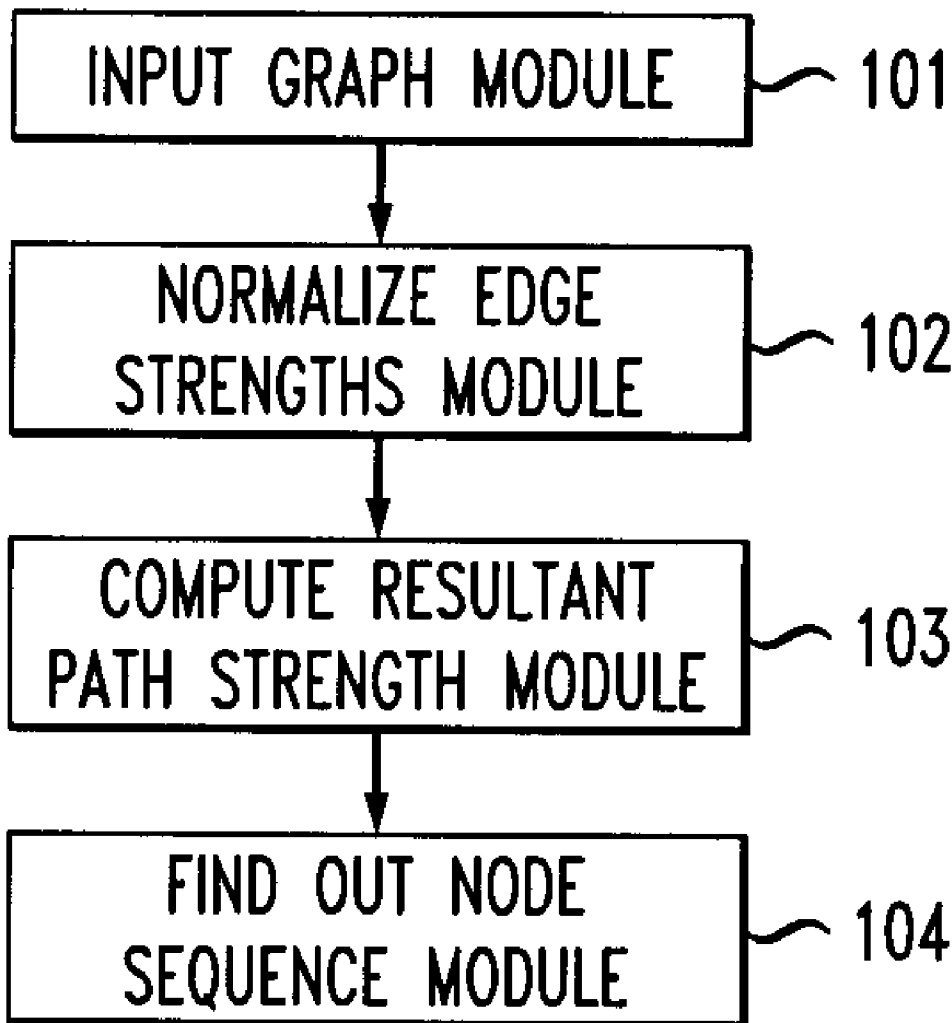 INPUT GRAPH MODULE
101
NORMALIZE EDGE
STRENGTHS MODULE
102
COMPUTE RESULTANT
PATH STRENGTH MODULE
103
FIND OUT NODE
SEQUENCE MODULE
104